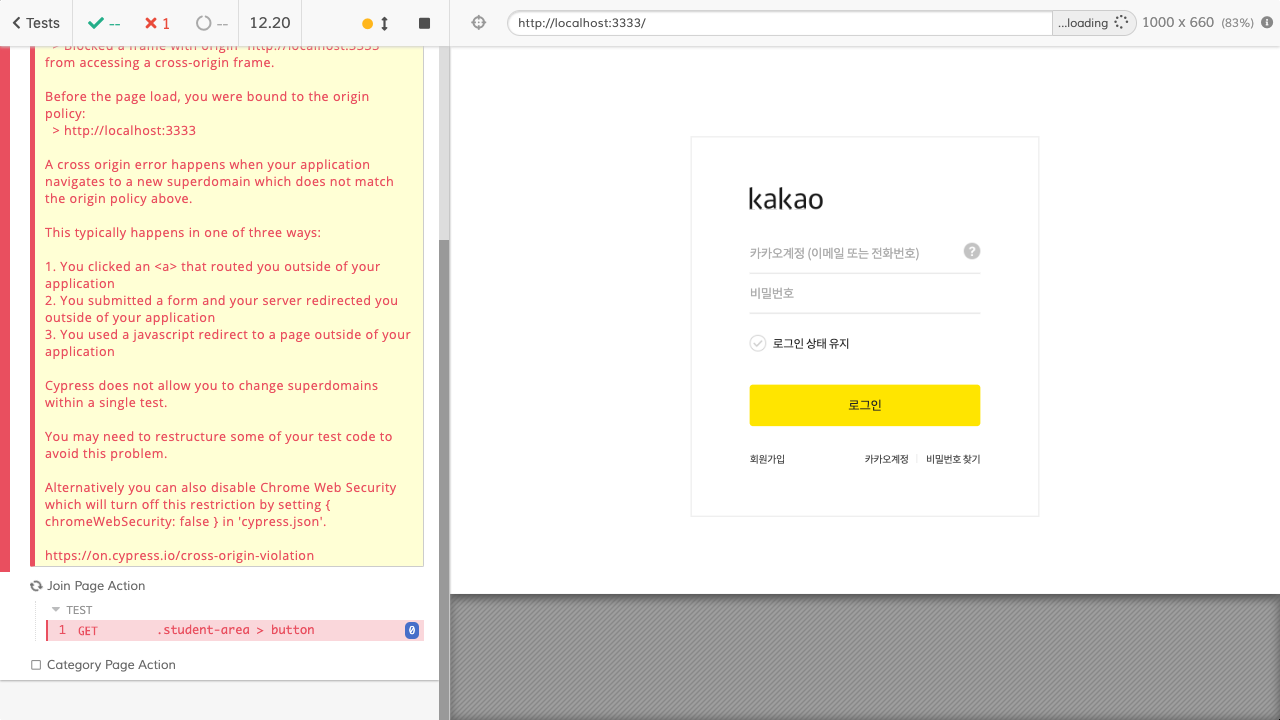 Tests
--
1
--
12.20
http://localhost:3333/
...loading
1000 x 660 (83%)
> Blocked a frame with origin "http://localhost:3333"
from accessing a cross-origin frame.
Before the page load, you were bound to the origin
policy:
> http://localhost:3333
A cross origin error happens when your application
navigates to a new superdomain which does not match
the origin policy above.
This typically happens in one of three ways:
1. You clicked an <a> that routed you outside of your
application
2. You submitted a form and your server redirected you
outside of your application
3. You used a javascript redirect to a page outside of your
application
Cypress does not allow you to change superdomains
within a single test.
You may need to restructure some of your test code to
avoid this problem.
Alternatively you can also disable Chrome Web Security
which will turn off this restriction by setting {
chromeWebSecurity: false } in 'cypress.json'.
https://on.cypress.io/cross-origin-violation
Join Page Action
TEST
1 GET .student-area > button 0
Category Page Action
kakao
카카오계정 (이메일 또는 전화번호)
?
비밀번호
로그인 상태 유지
로그인
회원가입 카카오계정 비밀번호 찾기